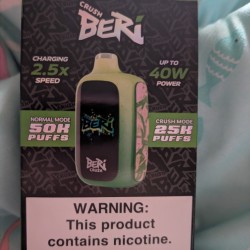 CRUSH
BERi
CHARGING
2.5x
SPEED
UP TO
40W
POWER
NORMAL MODE
50K
PUFFS
CRUSH MODE
25K
PUFFS
BERi
CRUSH
WARNING:
This product
contains nicotine.